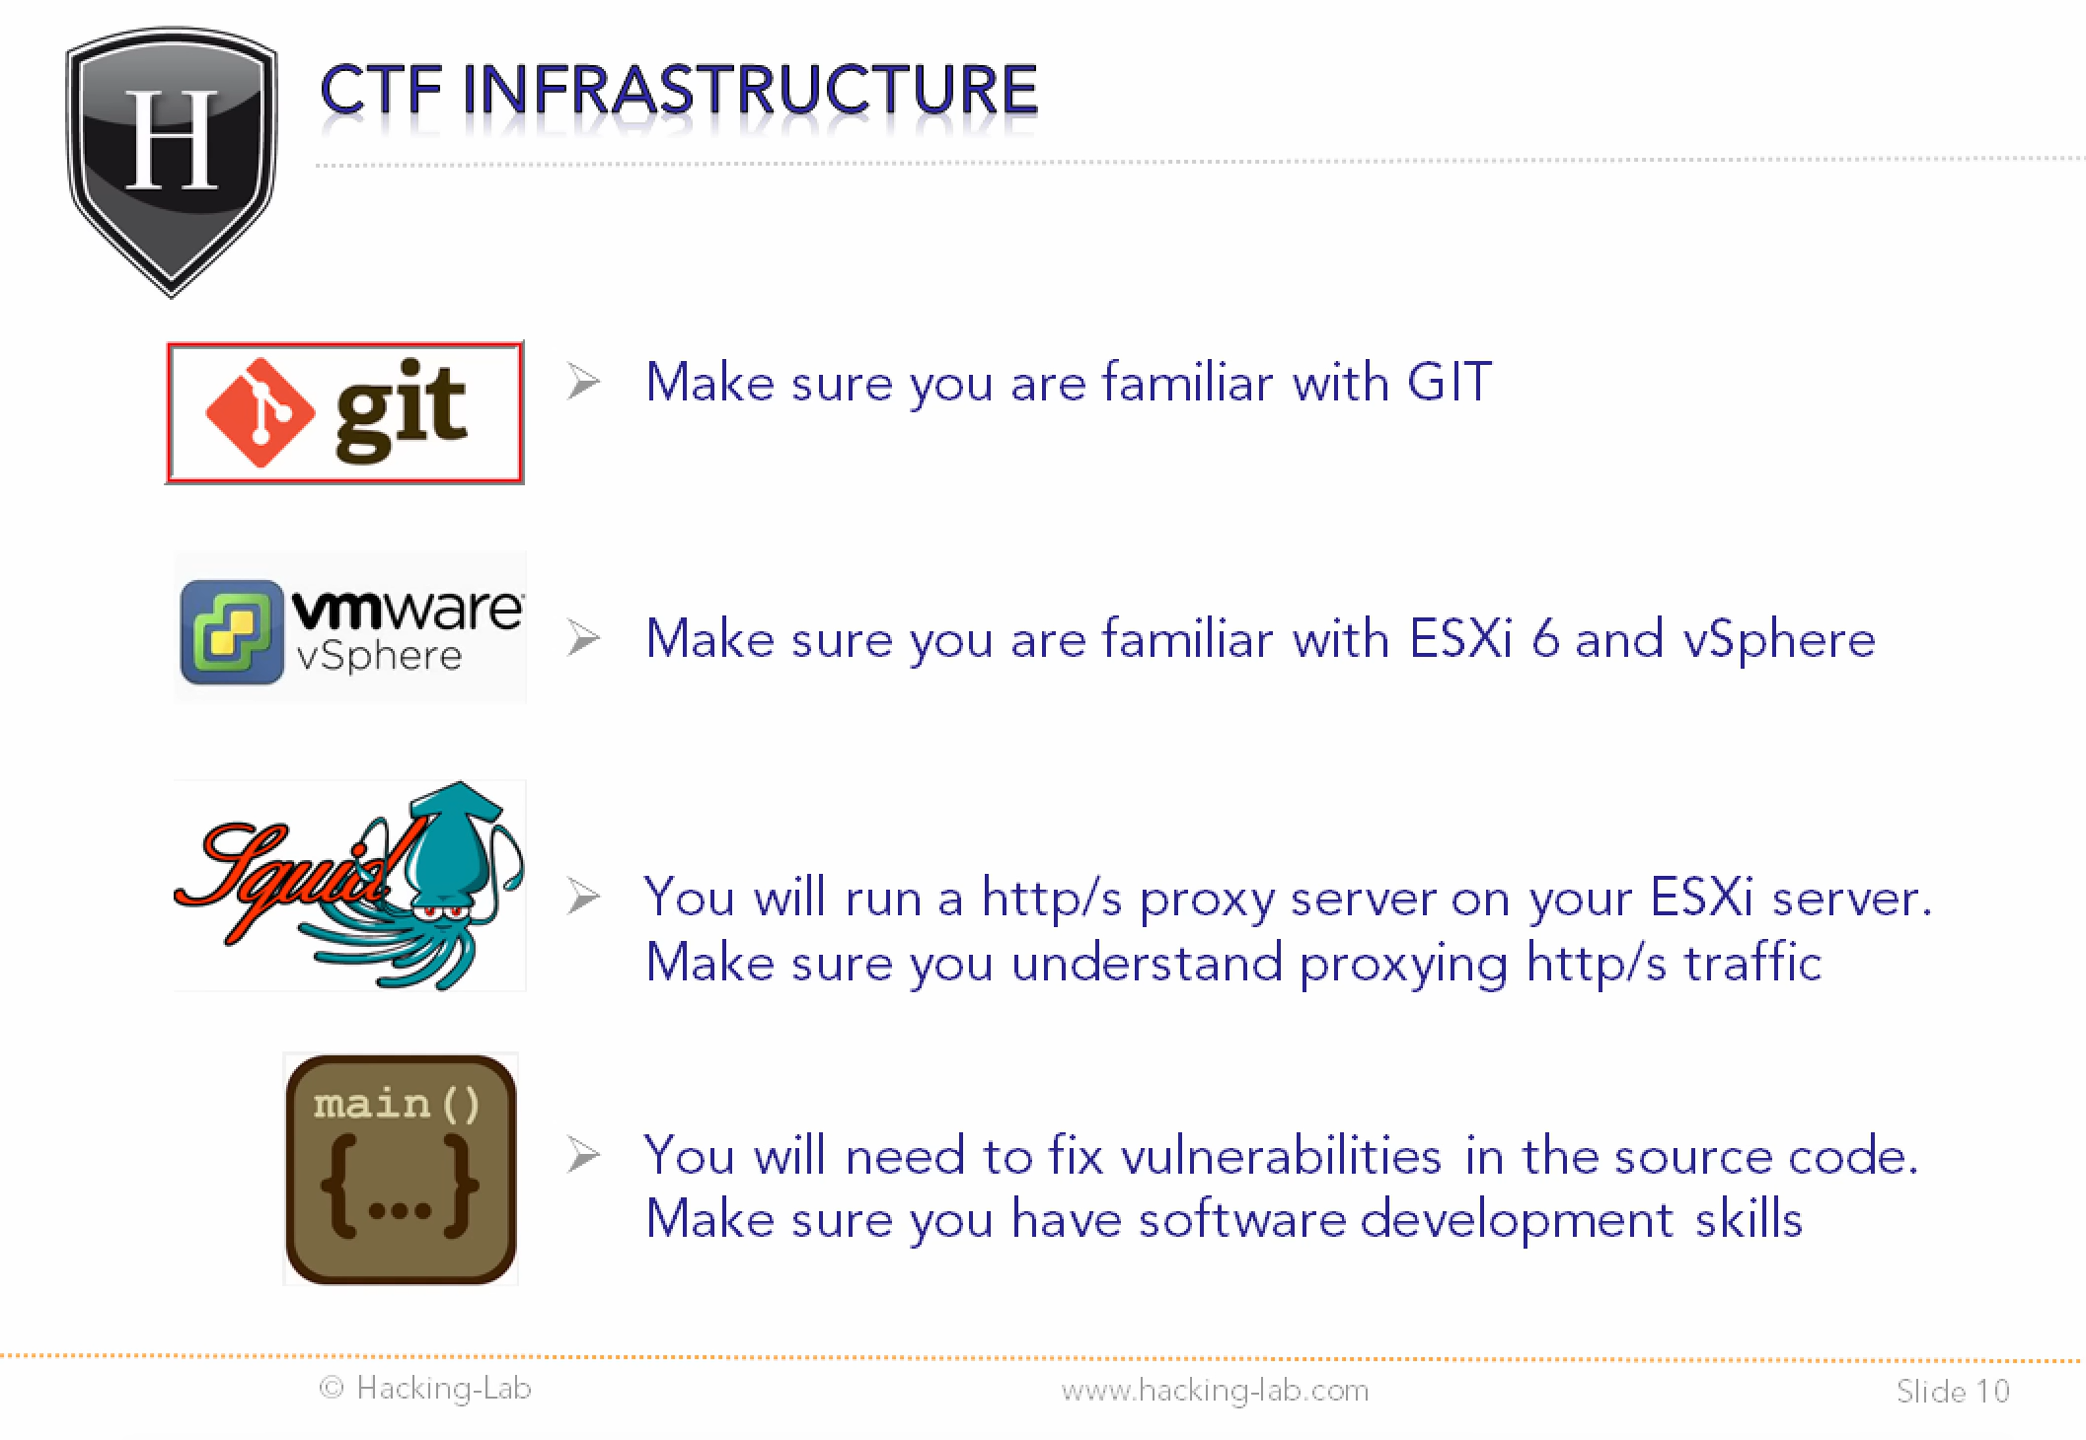 H
CTF INFRASTRUCTURE
git
Make sure you are familiar with GIT
vmware
vSphere
Make sure you are familiar with ESXi 6 and vSphere
Squid
You will run a http/s proxy server on your ESXi server.
Make sure you understand proxying http/s traffic
main()
{...}
You will need to fix vulnerabilities in the source code.
Make sure you have software development skills
© Hacking-Lab
www.hacking-lab.com
Slide 10